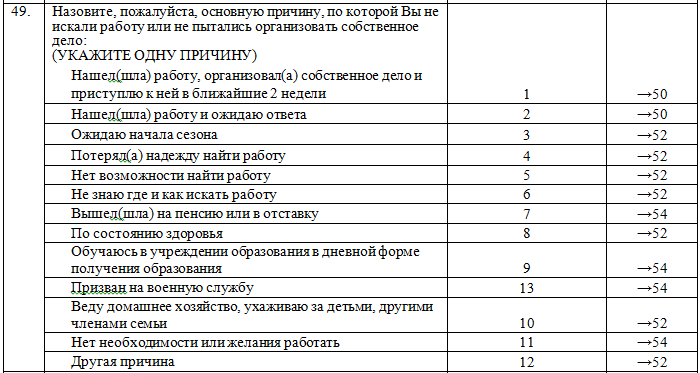 49. Назовите, пожалуйста, основную причину, по которой Вы не
искали работу или не пытались организовать собственное
дело:
(УКАЖИТЕ ОДНУ ПРИЧИНУ)
Нашел(шла) работу, организовал(а) собственное дело и
приступлю к ней в ближайшие 2 недели 1 →50
Нашел(шла) работу и ожидаю ответа 2 →50
Ожидаю начала сезона 3 →52
Потерял(а) надежду найти работу 4 →52
Нет возможности найти работу 5 →52
Не знаю где и как искать работу 6 →52
Вышел(шла) на пенсию или в отставку 7 →54
По состоянию здоровья 8 →52
Обучаюсь в учреждении образования в дневной форме
получения образования 9 →54
Призван на военную службу 13 →54
Веду домашнее хозяйство, ухаживаю за детьми, другими
членами семьи 10 →52
Нет необходимости или желания работать 11 →54
Другая причина 12 →52